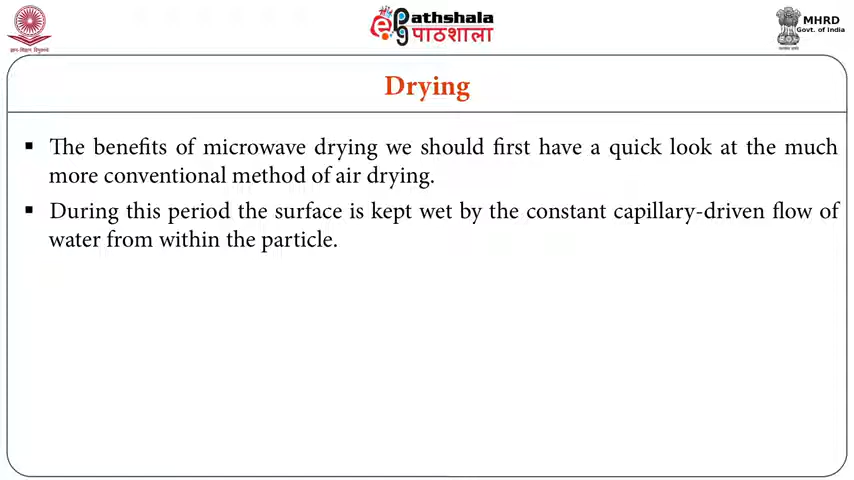 ePathshala
पाठशाला
MHRD
Govt. of India
Drying
▪ The benefits of microwave drying we should first have a quick look at the much
more conventional method of air drying.
▪ During this period the surface is kept wet by the constant capillary-driven flow of
water from within the particle.